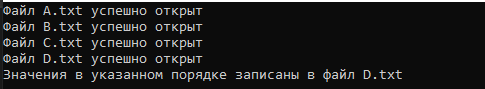 Файл A.txt успешно открыт
Файл B.txt успешно открыт
Файл C.txt успешно открыт
Файл D.txt успешно открыт
Значения в указанном порядке записаны в файл D.txt